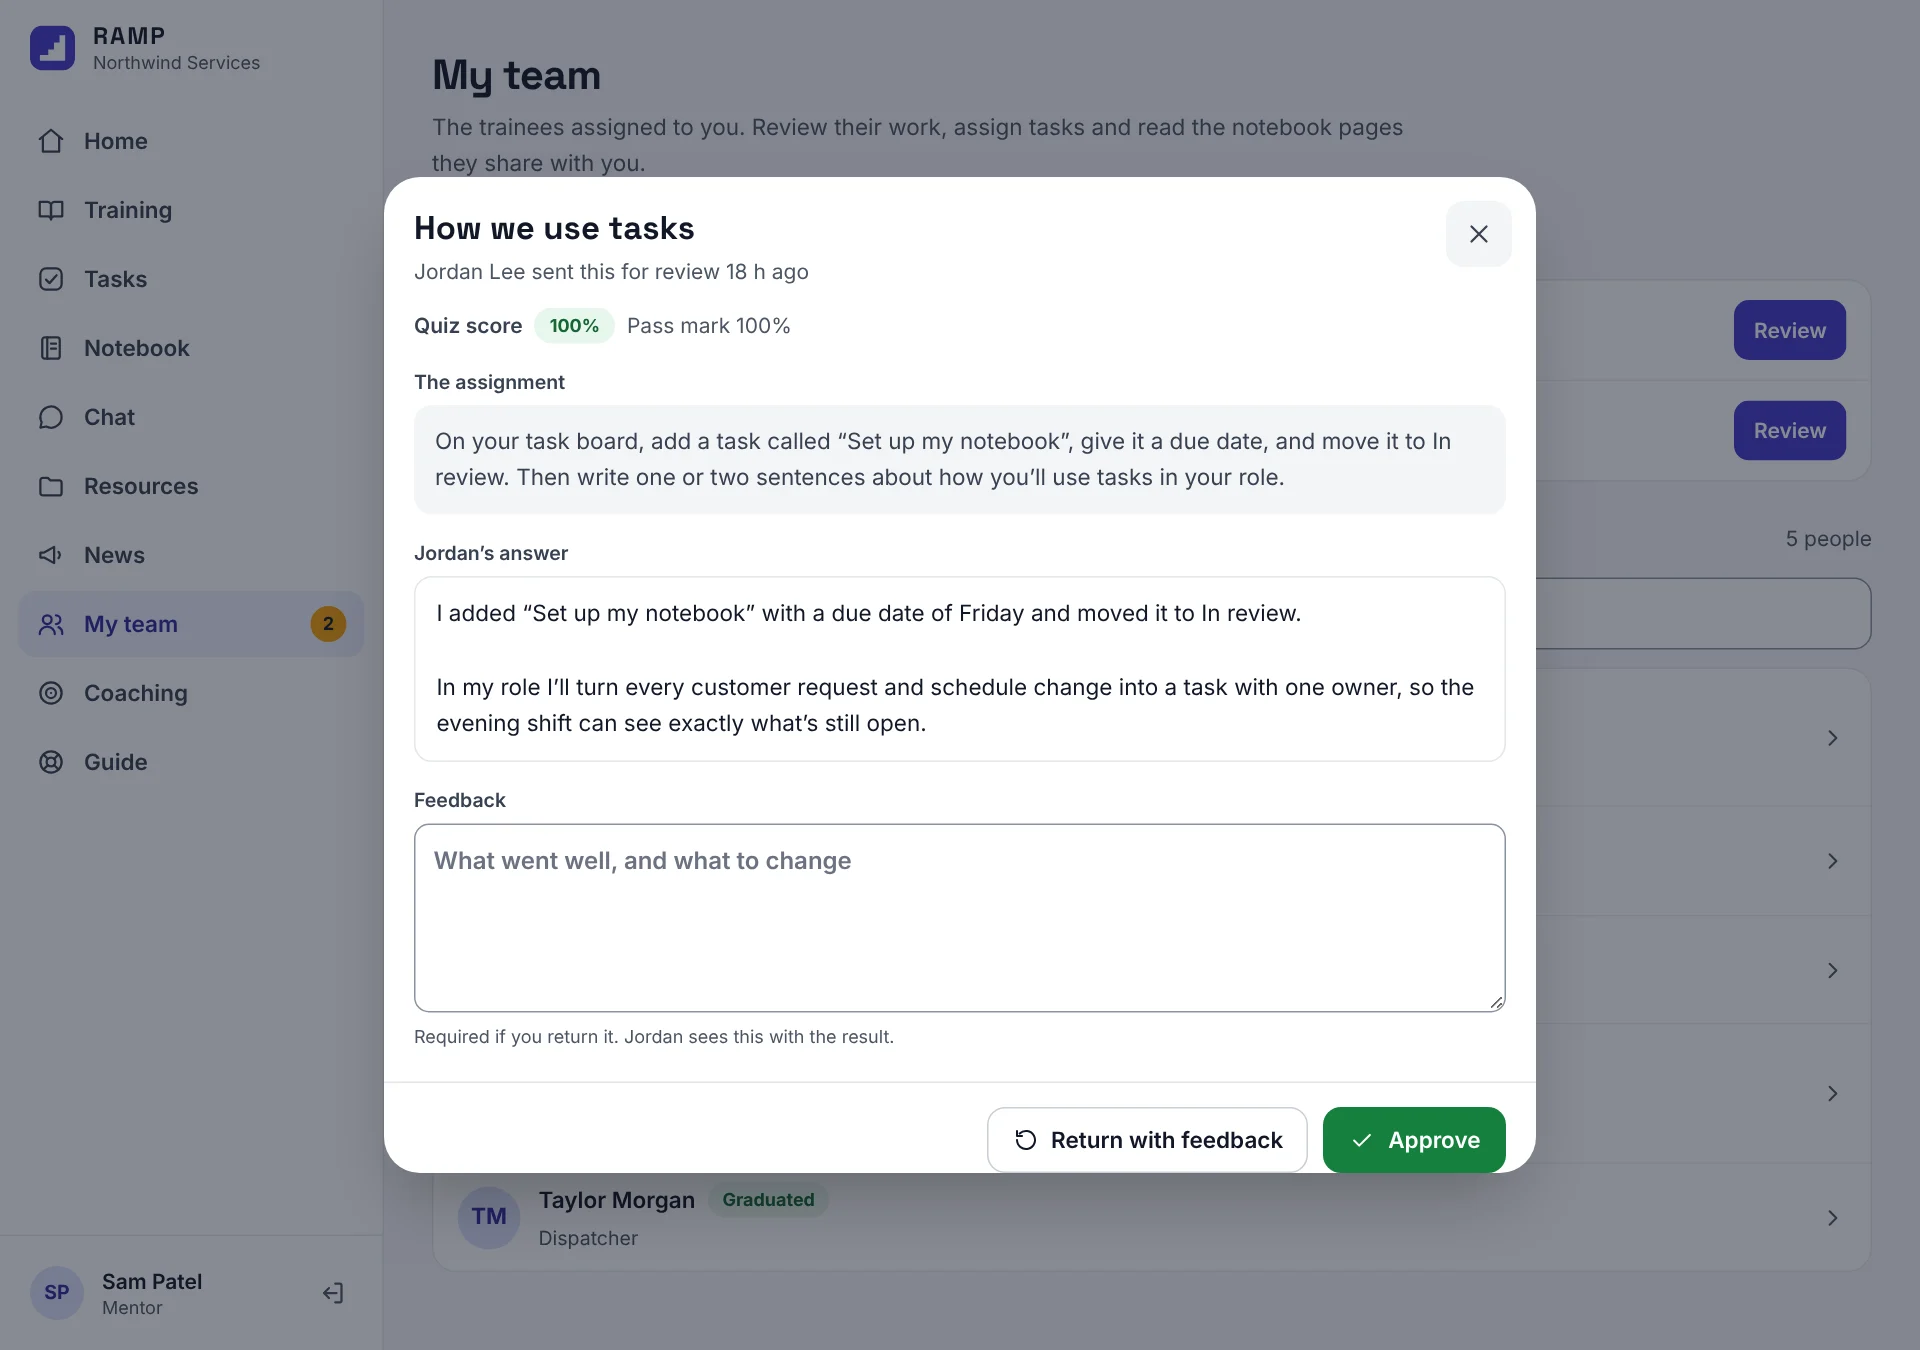 RAMP
Northwind Services
Home
Training
Tasks
Notebook
Chat
Resources
News
My team
2
Coaching
Guide
SP
Sam Patel
Mentor
My team
The trainees assigned to you. Review their work, assign tasks and read the notebook pages
they share with you.
Review
Review
5 people
How we use tasks
Jordan Lee sent this for review 18 h ago
Quiz score
100%
Pass mark 100%
The assignment
On your task board, add a task called “Set up my notebook”, give it a due date, and move it to In
review. Then write one or two sentences about how you’ll use tasks in your role.
Jordan’s answer
I added “Set up my notebook” with a due date of Friday and moved it to In review.
In my role I’ll turn every customer request and schedule change into a task with one owner, so the
evening shift can see exactly what’s still open.
Feedback
What went well, and what to change
Required if you return it. Jordan sees this with the result.
Return with feedback
Approve
TM
Taylor Morgan
Graduated
Dispatcher